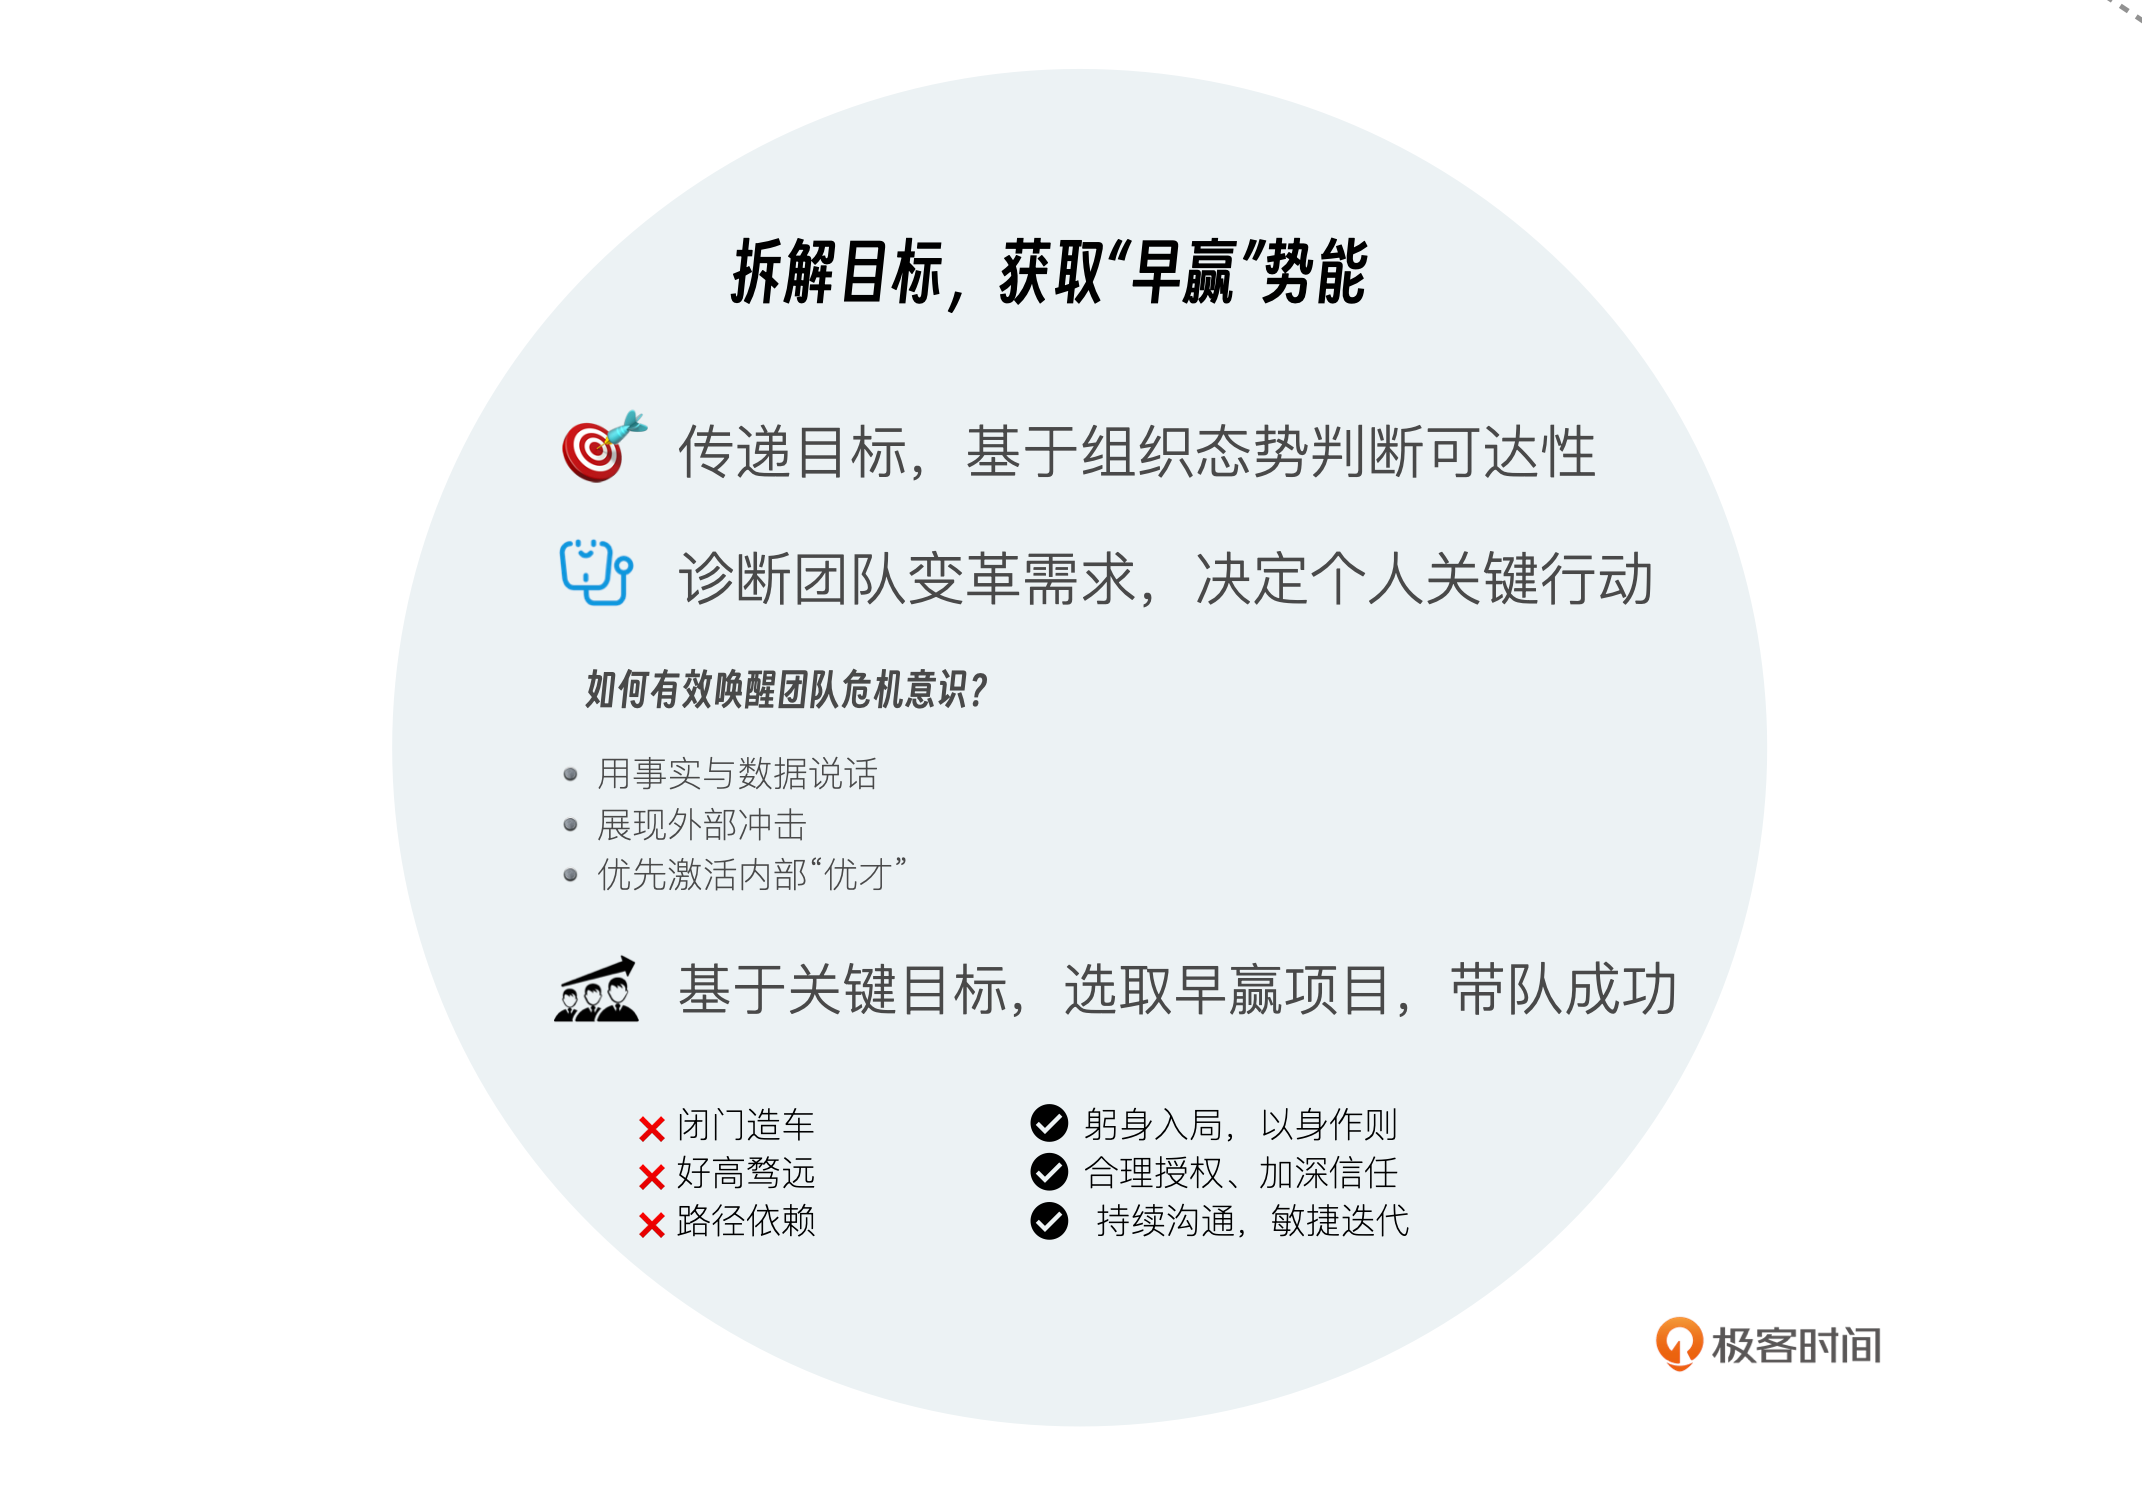 拆解目标，获取“早赢”势能
传递目标，基于组织态势判断可达性
诊断团队变革需求，决定个人关键行动
如何有效唤醒团队危机意识？
用事实与数据说话
展现外部冲击
优先激活内部“优才”
基于关键目标，选取早赢项目，带队成功
闭门造车
好高骛远
路径依赖
躬身入局，以身作则
合理授权、加深信任
持续沟通，敏捷迭代
极客时间